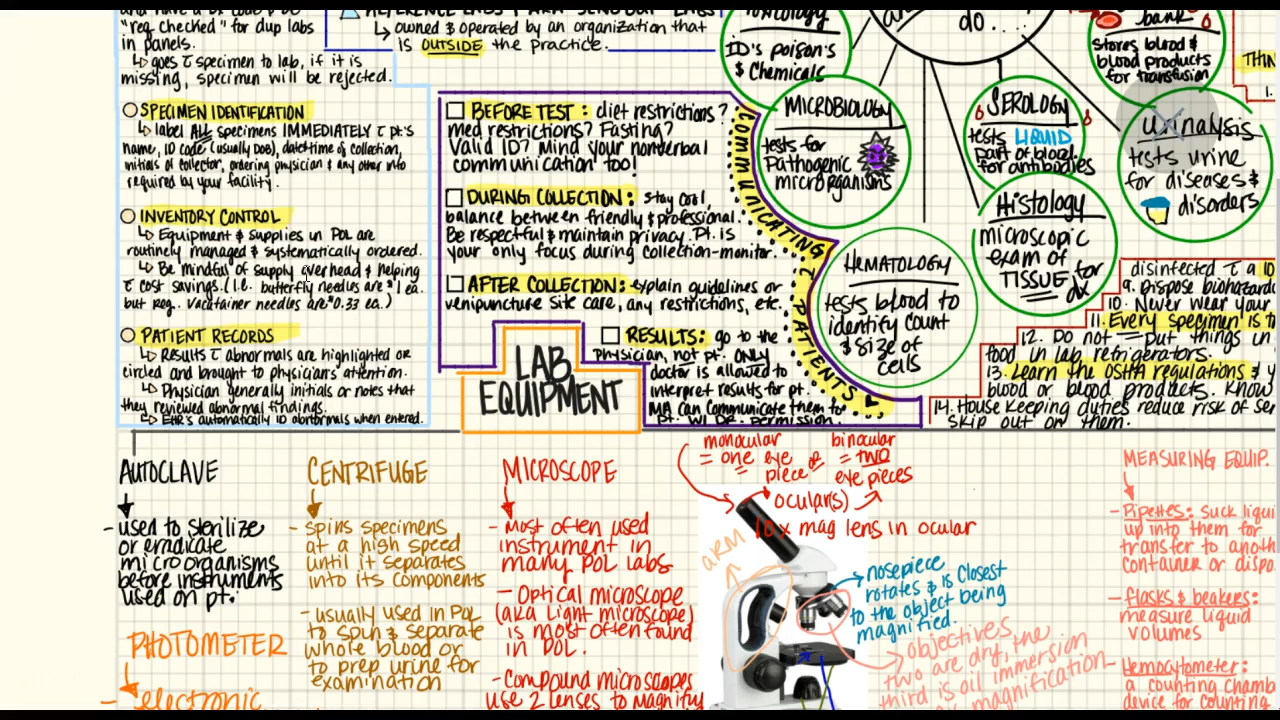 "req. checked" for dup labs
in panels.
↳ goes c̄ specimen to lab, if it is
missing, specimen will be rejected.
owned & operated by an organization that
is OUTSIDE the practice.
SPECIMEN IDENTIFICATION
↳ label ALL specimens IMMEDIATELY c̄ pt's
name, ID code (usually DOB), date & time of collection,
initials of collector, ordering physician & any other info
required by your facility.
INVENTORY CONTROL
↳ Equipment & supplies in POL are
routinely managed & systematically ordered.
↳ Be mindful of supply overhead & helping
c̄ cost savings. (i.e. butterfly needles are $1 ea.
but reg. vacutainer needles are $0.33 ea.)
PATIENT RECORDS
↳ Results c̄ abnormals are highlighted or
circled and brought to physician's attention.
↳ Physician generally initials or notes that
they reviewed abnormal findings.
↳ EHR's automatically ID abnormals when entered.
BEFORE TEST: diet restrictions?
med restrictions? Fasting?
Valid ID? Mind your nonverbal
communication too!
DURING COLLECTION: stay cool,
balance between friendly & professional.
Be respectful & maintain privacy. Pt. is
your only focus during collection-monitor.
AFTER COLLECTION: explain guidelines or
venipuncture site care, any restrictions, etc.
RESULTS: go to the
physician, not pt. ONLY
doctor is allowed to
interpret results for pt.
MA can communicate them to
pt. W/ DR. permission.
COMMUNICATING
2
PATIENTS
do...
Toxicology
ID's poison's
& Chemicals
MICROBIOLOGY
tests for
pathogenic
microrganisms
SEROLOGY
tests LIQUID
part of blood
for antibodies
bank
stores blood &
blood products
for transfusion
urinalysis
tests urine
for diseases &
disorders
Histology
microscopic
exam of
TISSUE for
dx
HEMATOLOGY
tests blood to
identify count
& size of
cells
1.
disinfected c̄ a 10
9. Dispose biohazard
10. Never wear your
11. Every specimen is
12. Do not put things in
food in lab refrigerators.
13. Learn the OSHA regulations &
blood or blood products. Know
14. House keeping duties reduce risk of
skip out on them.
LAB
EQUIPMENT
AUTOCLAVE
- used to sterilize
or eradicate
microorganisms
before instruments
used on pt.
PHOTOMETER
- electronic
CENTRIFUGE
- spins specimens
at a high speed
until it separates
into its components
- usually used in POL
to spin & separate
whole blood or
to prep urine for
examination
MICROSCOPE
- Most often used
instrument in
many POL labs
- Optical microscope
(aka Light microscope)
is most often found
in POL.
- Compound microscopes
use 2 lenses to magnify
monocular
= one eye
piece
or
binocular
= TWO
eye pieces
ocular(s)
10x mag lens in ocular
ARM
nosepiece
rotates & is closest
to the object being
magnified.
objectives
two are dry, the
third is oil immersion
magnification
MEASURING EQUIP.
- Pipettes: suck liqui
up into them for
transfer to anoth
container or dispo
- flasks & beakers:
measure liquid
volumes
- Hemocytometer:
a counting chamb
device for counting